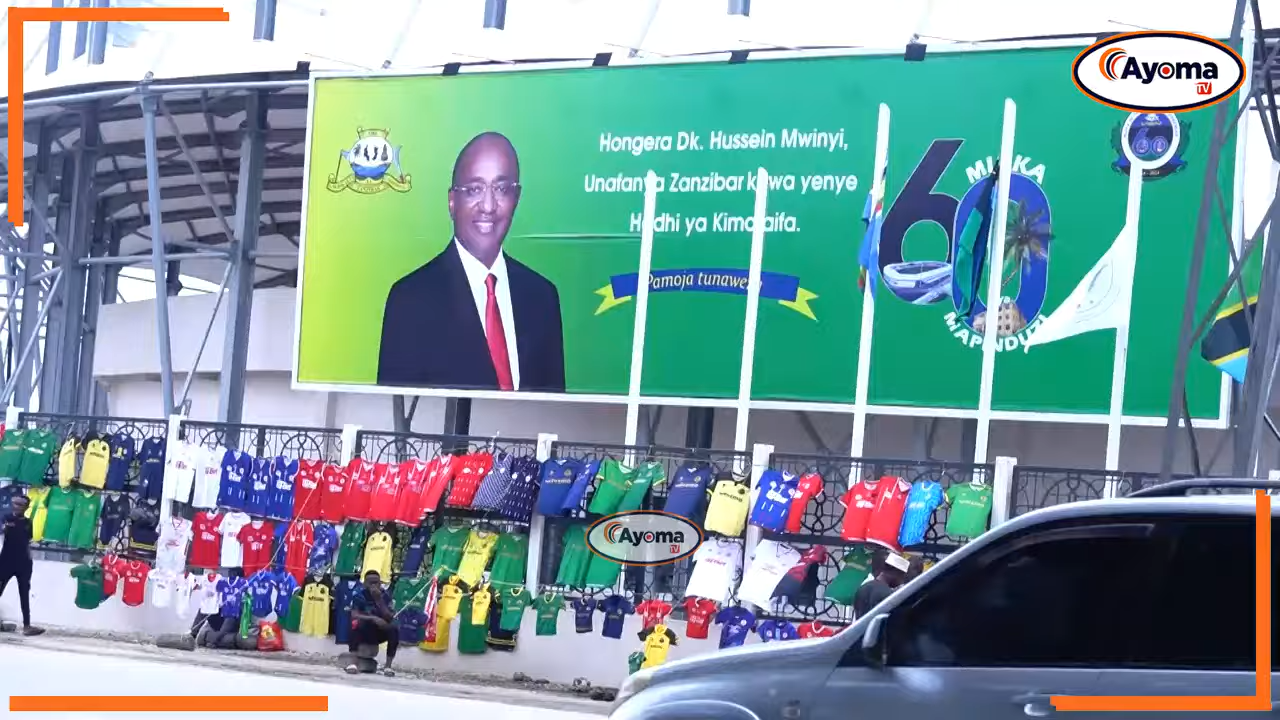 Ayoma
TV
Hongera Dk. Hussein Mwinyi,
Unafanya Zanzibar kuwa yenye
Hadhi ya Kimataifa.
Pamoja tunaweza
60
MIAKA
60
MAPINDUZI
Ayoma
TV